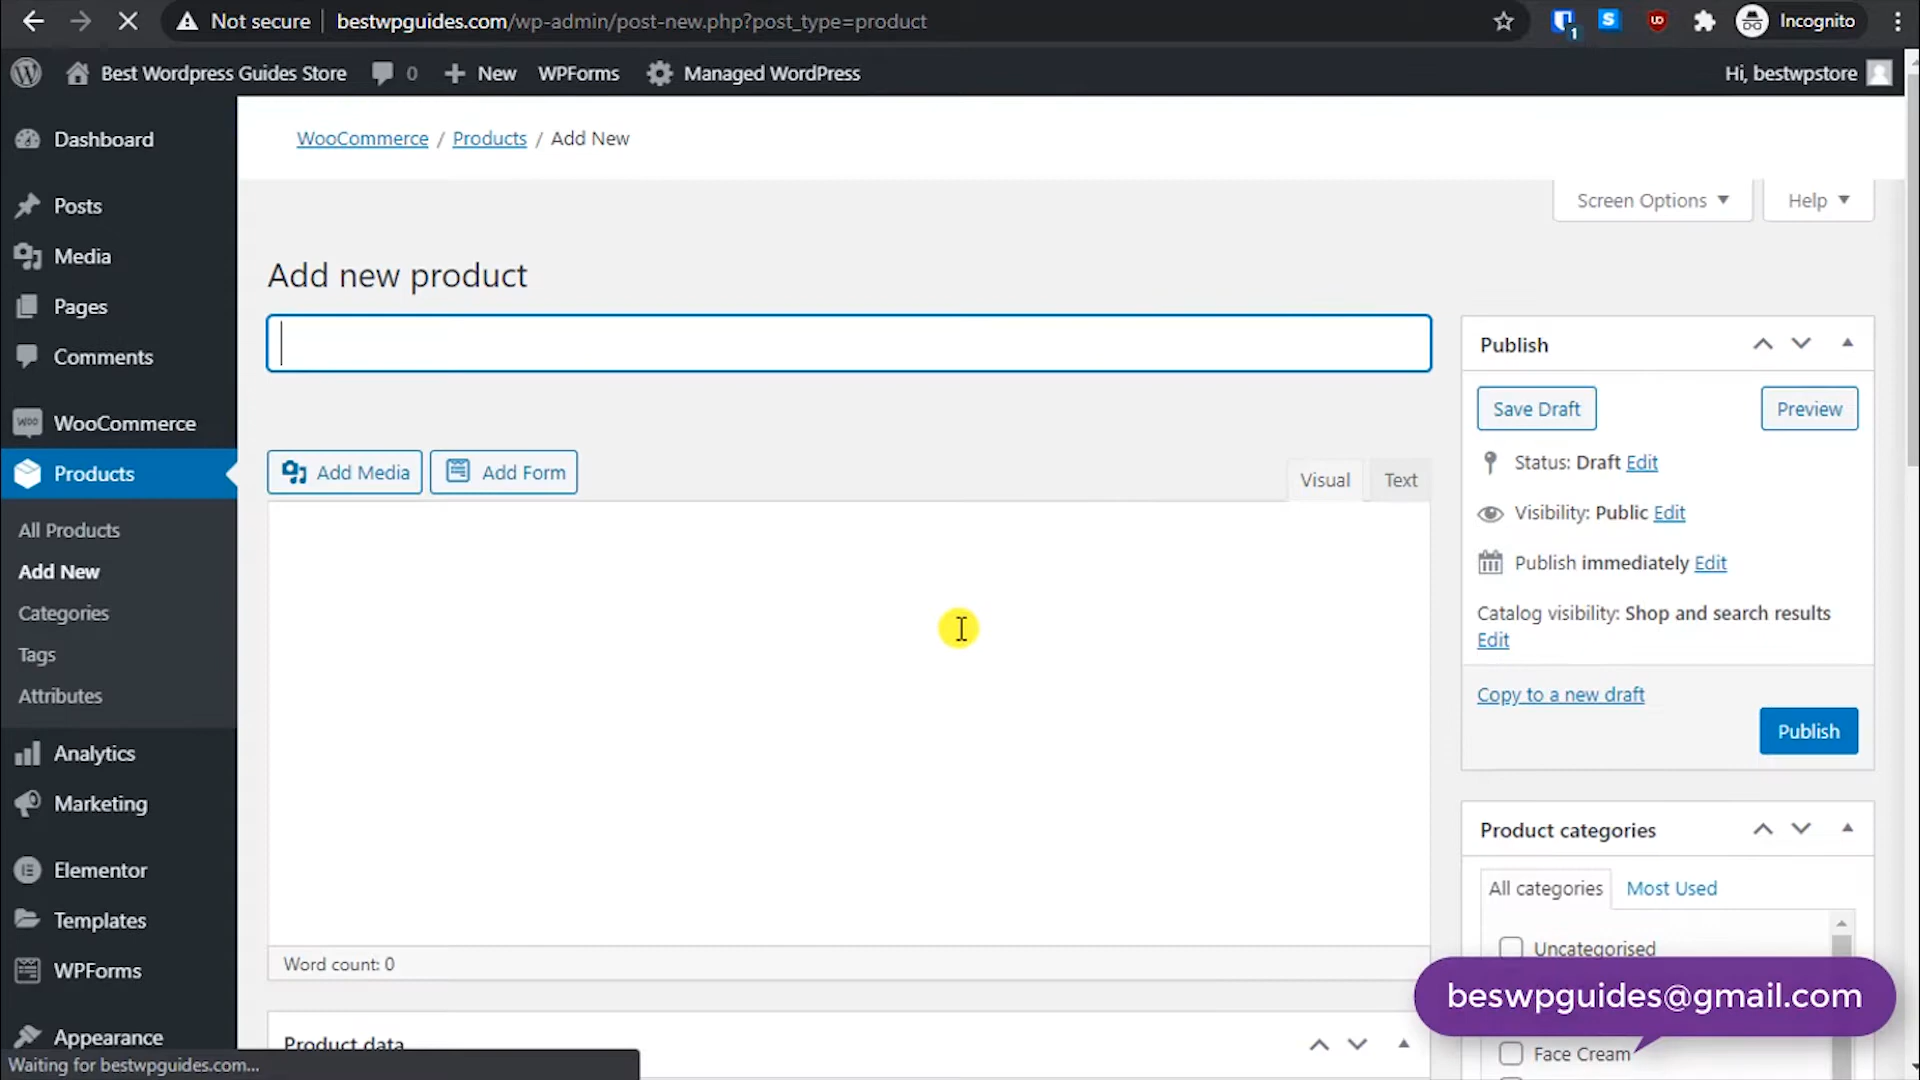 Not secure | bestwpguides.com/wp-admin/post-new.php?post_type=product
1
Incognito
Best Wordpress Guides Store 0 New WPForms Managed WordPress Hi, bestwpstore
Dashboard
Posts
Media
Pages
Comments
WooCommerce
Products
All Products
Add New
Categories
Tags
Attributes
Analytics
Marketing
Elementor
Templates
WPForms
Appearance
Waiting for bestwpguides.com...
WooCommerce / Products / Add New
Screen Options
Help
Add new product
Add Media
Add Form
Visual
Text
Word count: 0
Product data
Publish
Save Draft
Preview
Status: Draft Edit
Visibility: Public Edit
Publish immediately Edit
Catalog visibility: Shop and search results
Edit
Copy to a new draft
Publish
Product categories
All categories
Most Used
Uncategorised
beswpguides@gmail.com
Face Cream